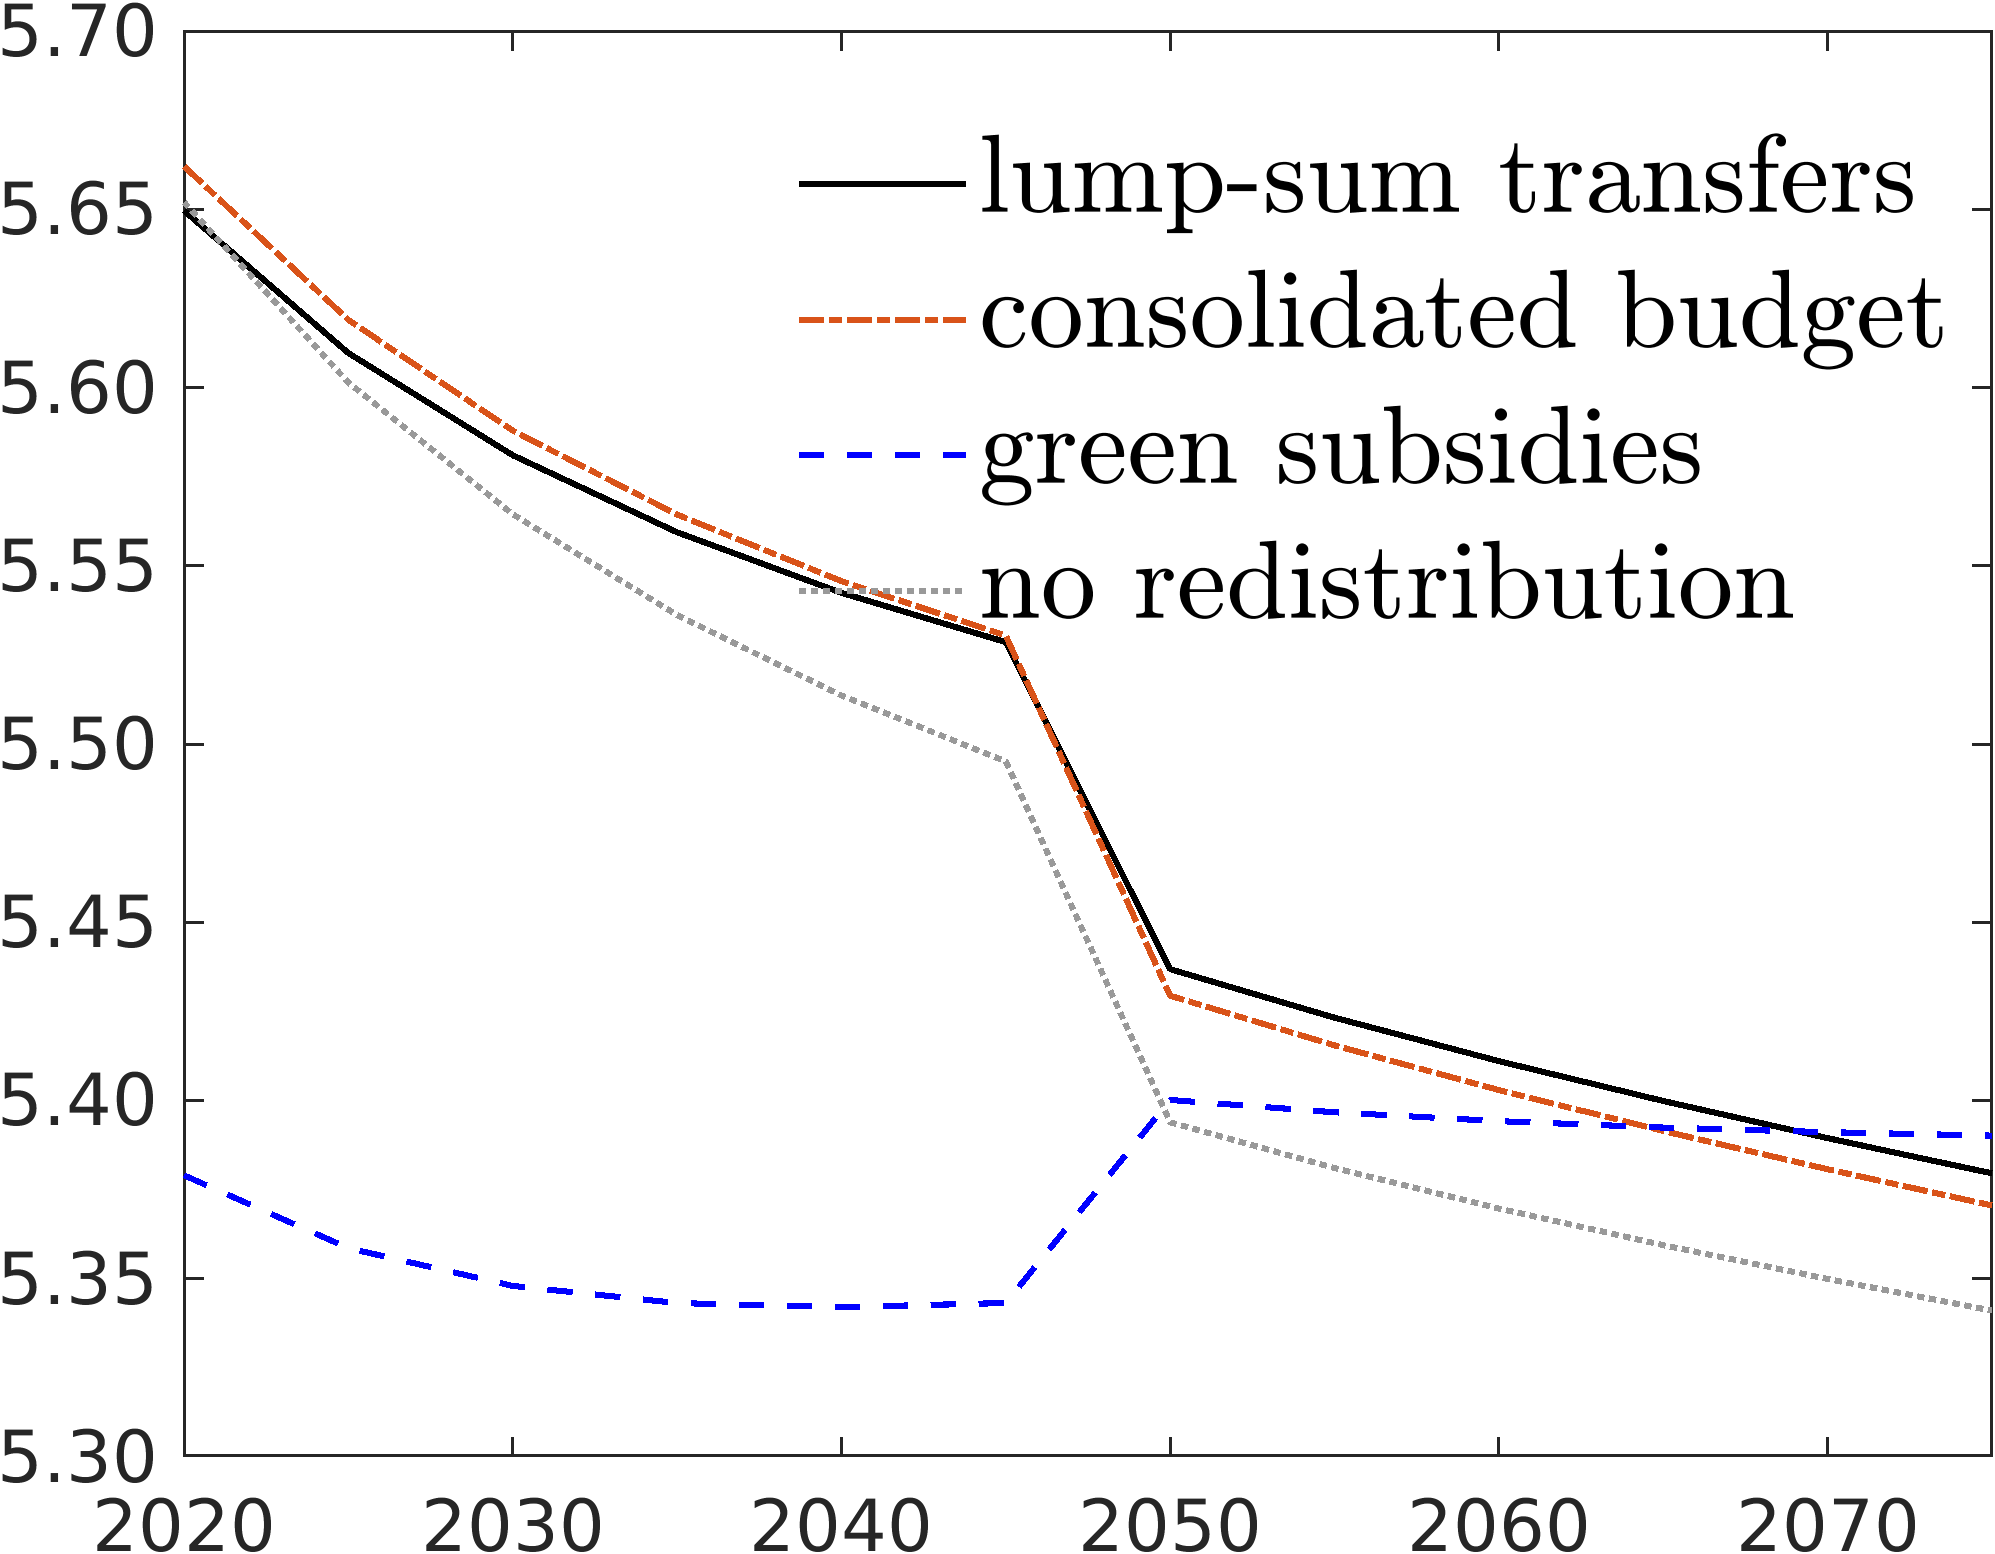 5.70
5.65
5.60
5.55
5.50
5.45
5.40
5.35
5.30
lump-sum transfers
consolidated budget
green subsidies
no redistribution
2020 2030 2040 2050 2060 2070